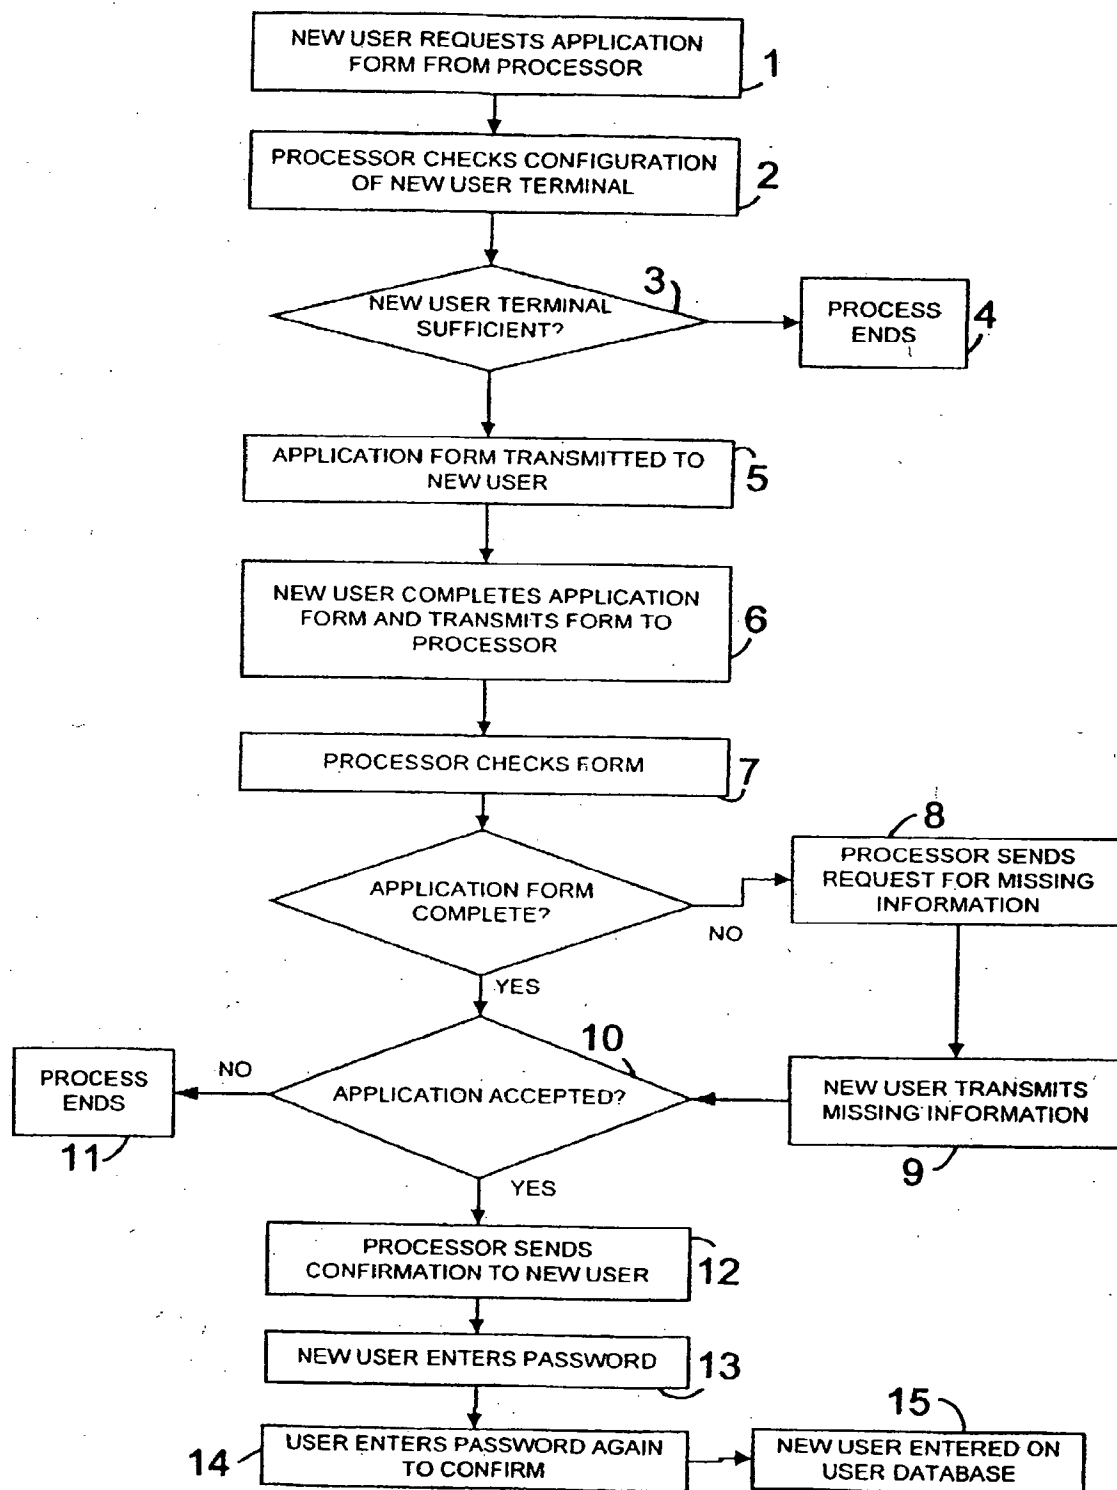 NEW USER REQUESTS APPLICATION
FORM FROM PROCESSOR
1
PROCESSOR CHECKS CONFIGURATION
OF NEW USER TERMINAL
2
3
NEW USER TERMINAL
SUFFICIENT?
PROCESS
ENDS
4
APPLICATION FORM TRANSMITTED TO
NEW USER
5
NEW USER COMPLETES APPLICATION
FORM AND TRANSMITS FORM TO
PROCESSOR
6
PROCESSOR CHECKS FORM
7
8
PROCESSOR SENDS
REQUEST FOR MISSING
INFORMATION
APPLICATION FORM
COMPLETE?
NO
YES
10
NO
PROCESS
ENDS
11
APPLICATION ACCEPTED?
NEW USER TRANSMITS
MISSING INFORMATION
9
YES
PROCESSOR SENDS
CONFIRMATION TO NEW USER
12
NEW USER ENTERS PASSWORD
13
14
USER ENTERS PASSWORD AGAIN
TO CONFIRM
15
NEW USER ENTERED ON
USER DATABASE